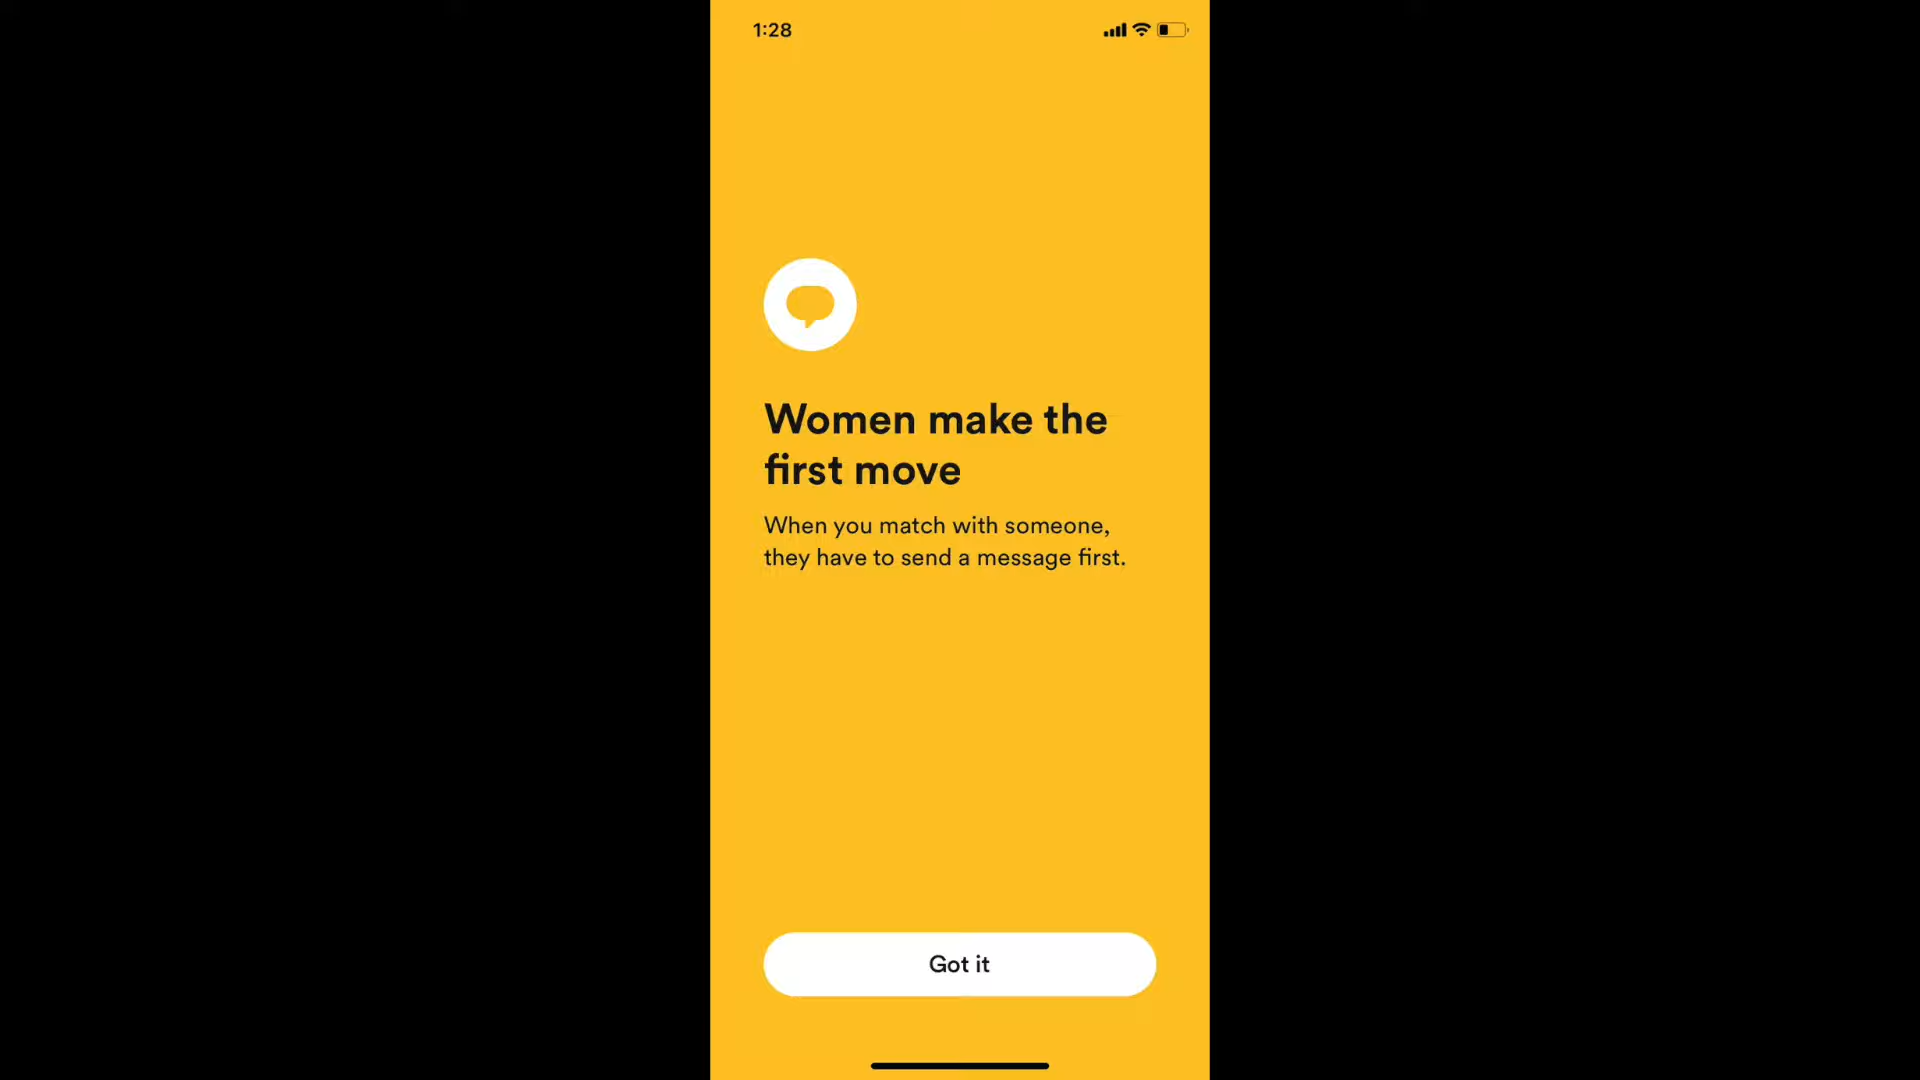 1:28
Women make the
first move
When you match with someone,
they have to send a message first.
Got it